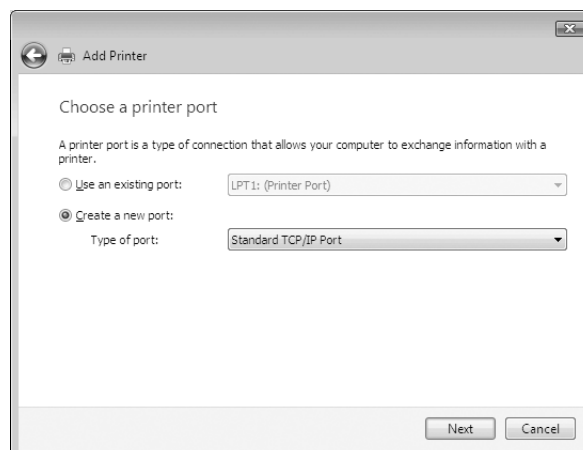 Add Printer
Choose a printer port
A printer port is a type of connection that allows your computer to exchange information with a
printer.
Use an existing port: LPT1: (Printer Port)
Create a new port:
Type of port: Standard TCP/IP Port
Next Cancel